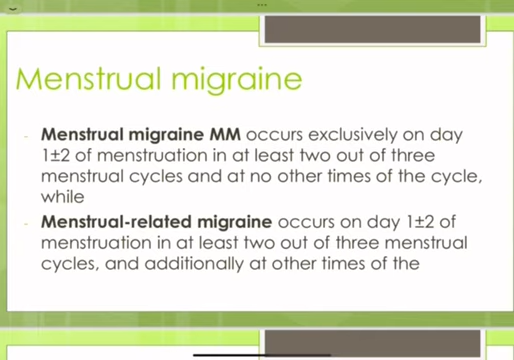 Menstrual migraine
- Menstrual migraine MM occurs exclusively on day
1±2 of menstruation in at least two out of three
menstrual cycles and at no other times of the cycle,
while
- Menstrual-related migraine occurs on day 1±2 of
menstruation in at least two out of three menstrual
cycles, and additionally at other times of the